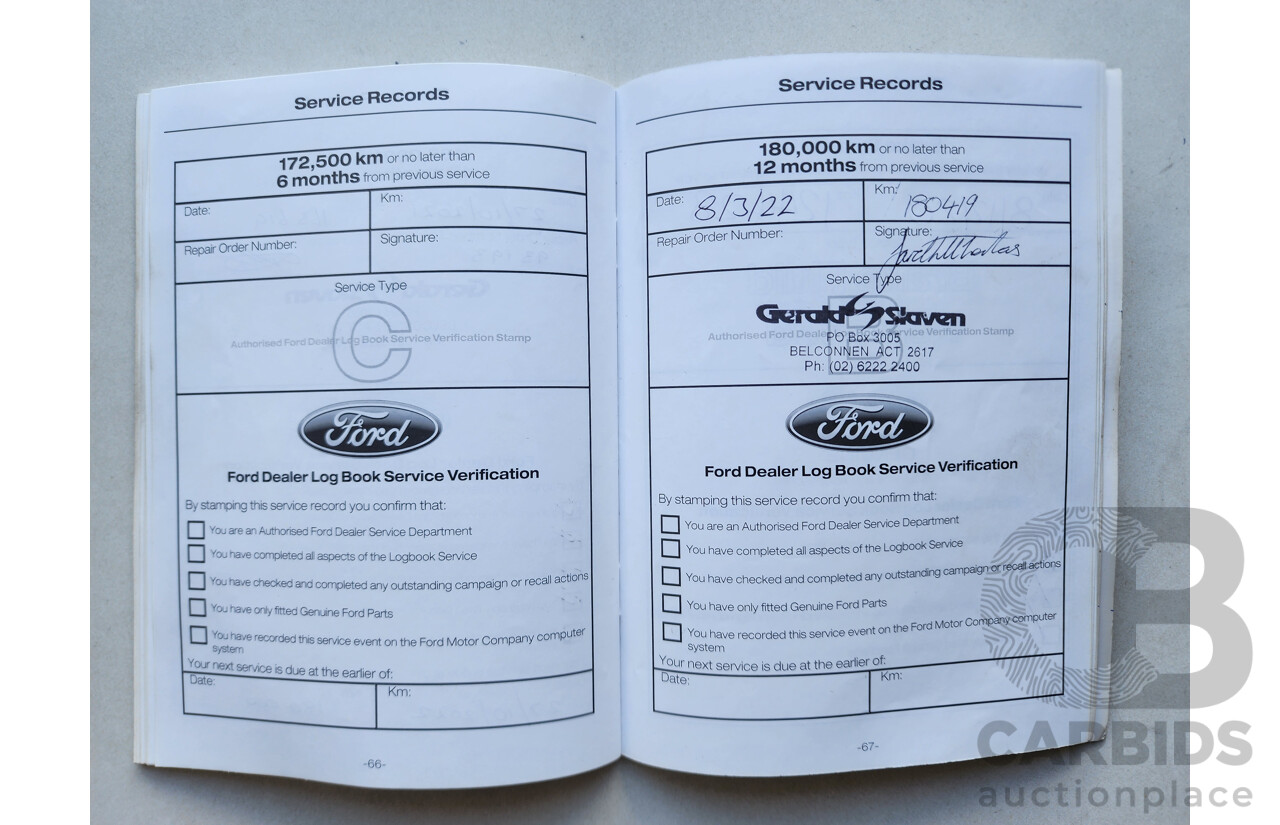 Service Records
172,500 km or no later than
6 months from previous service
Date:
Km:
Repair Order Number:
Signature:
Service Type
C
Authorised Ford Dealer Log Book Service Verification Stamp
Ford
Ford Dealer Log Book Service Verification
By stamping this service record you confirm that:
You are an Authorised Ford Dealer Service Department
You have completed all aspects of the Logbook Service
You have checked and completed any outstanding campaign or recall actions
You have only fitted Genuine Ford Parts
You have recorded this service event on the Ford Motor Company computer
system
Your next service is due at the earlier of:
Date:
Km:
-66-
Service Records
180,000 km or no later than
12 months from previous service
Date: 8/3/22
Km: 180419
Repair Order Number:
Signature:
Service Type
B
Gerald Slaven
Authorised Ford Dealer Log Book Service Verification Stamp
PO Box 3005
BELCONNEN ACT 2617
Ph: (02) 6222 2400
Ford
Ford Dealer Log Book Service Verification
By stamping this service record you confirm that:
You are an Authorised Ford Dealer Service Department
You have completed all aspects of the Logbook Service
You have checked and completed any outstanding campaign or recall actions
You have only fitted Genuine Ford Parts
You have recorded this service event on the Ford Motor Company computer
system
Your next service is due at the earlier of:
Date:
Km:
-67-
CB
CARBIDS
auctionplace